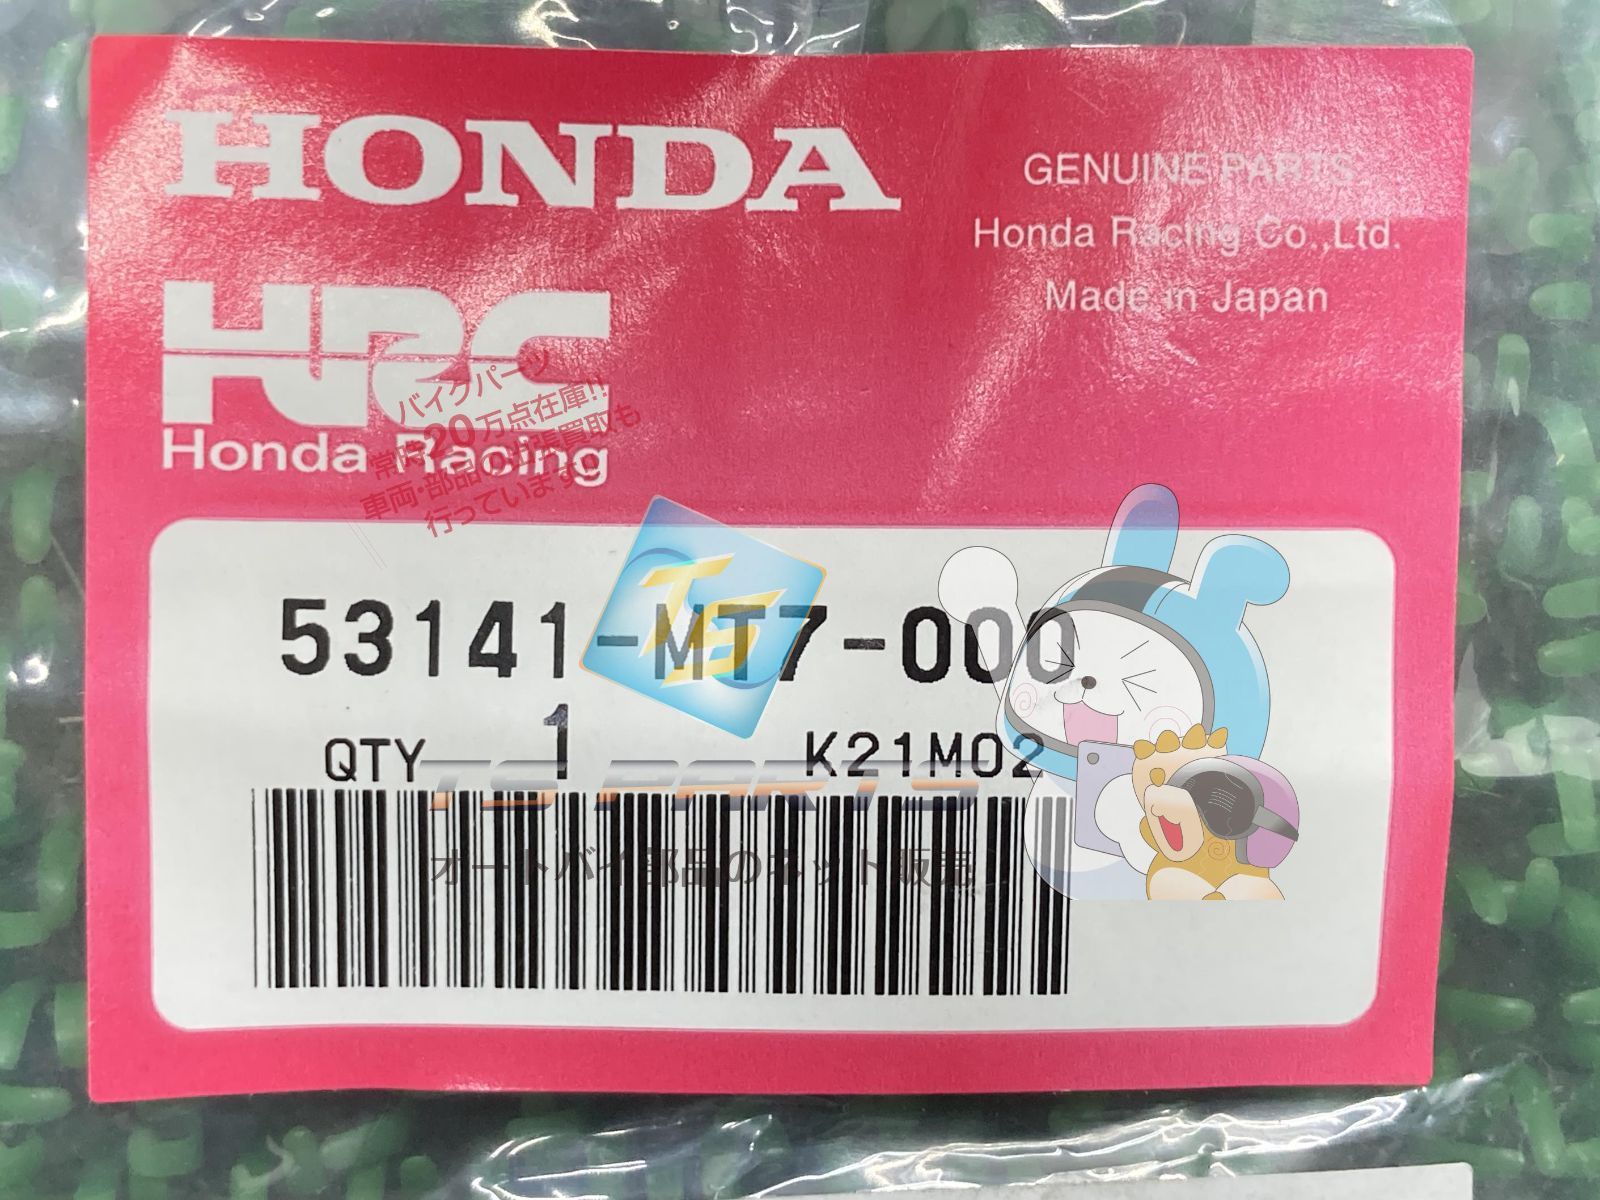 HONDA
GENUINE PARTS
Honda Racing Co.,Ltd.
Made in Japan
HRC
Honda Racing
バイクパーツ
常時20万点在庫!!
車両・部品の出張買取も
行っています!!
TS
53141-MT7-000
QTY 1 K21M02
TS PARTS
オートバイ部品のネット販売